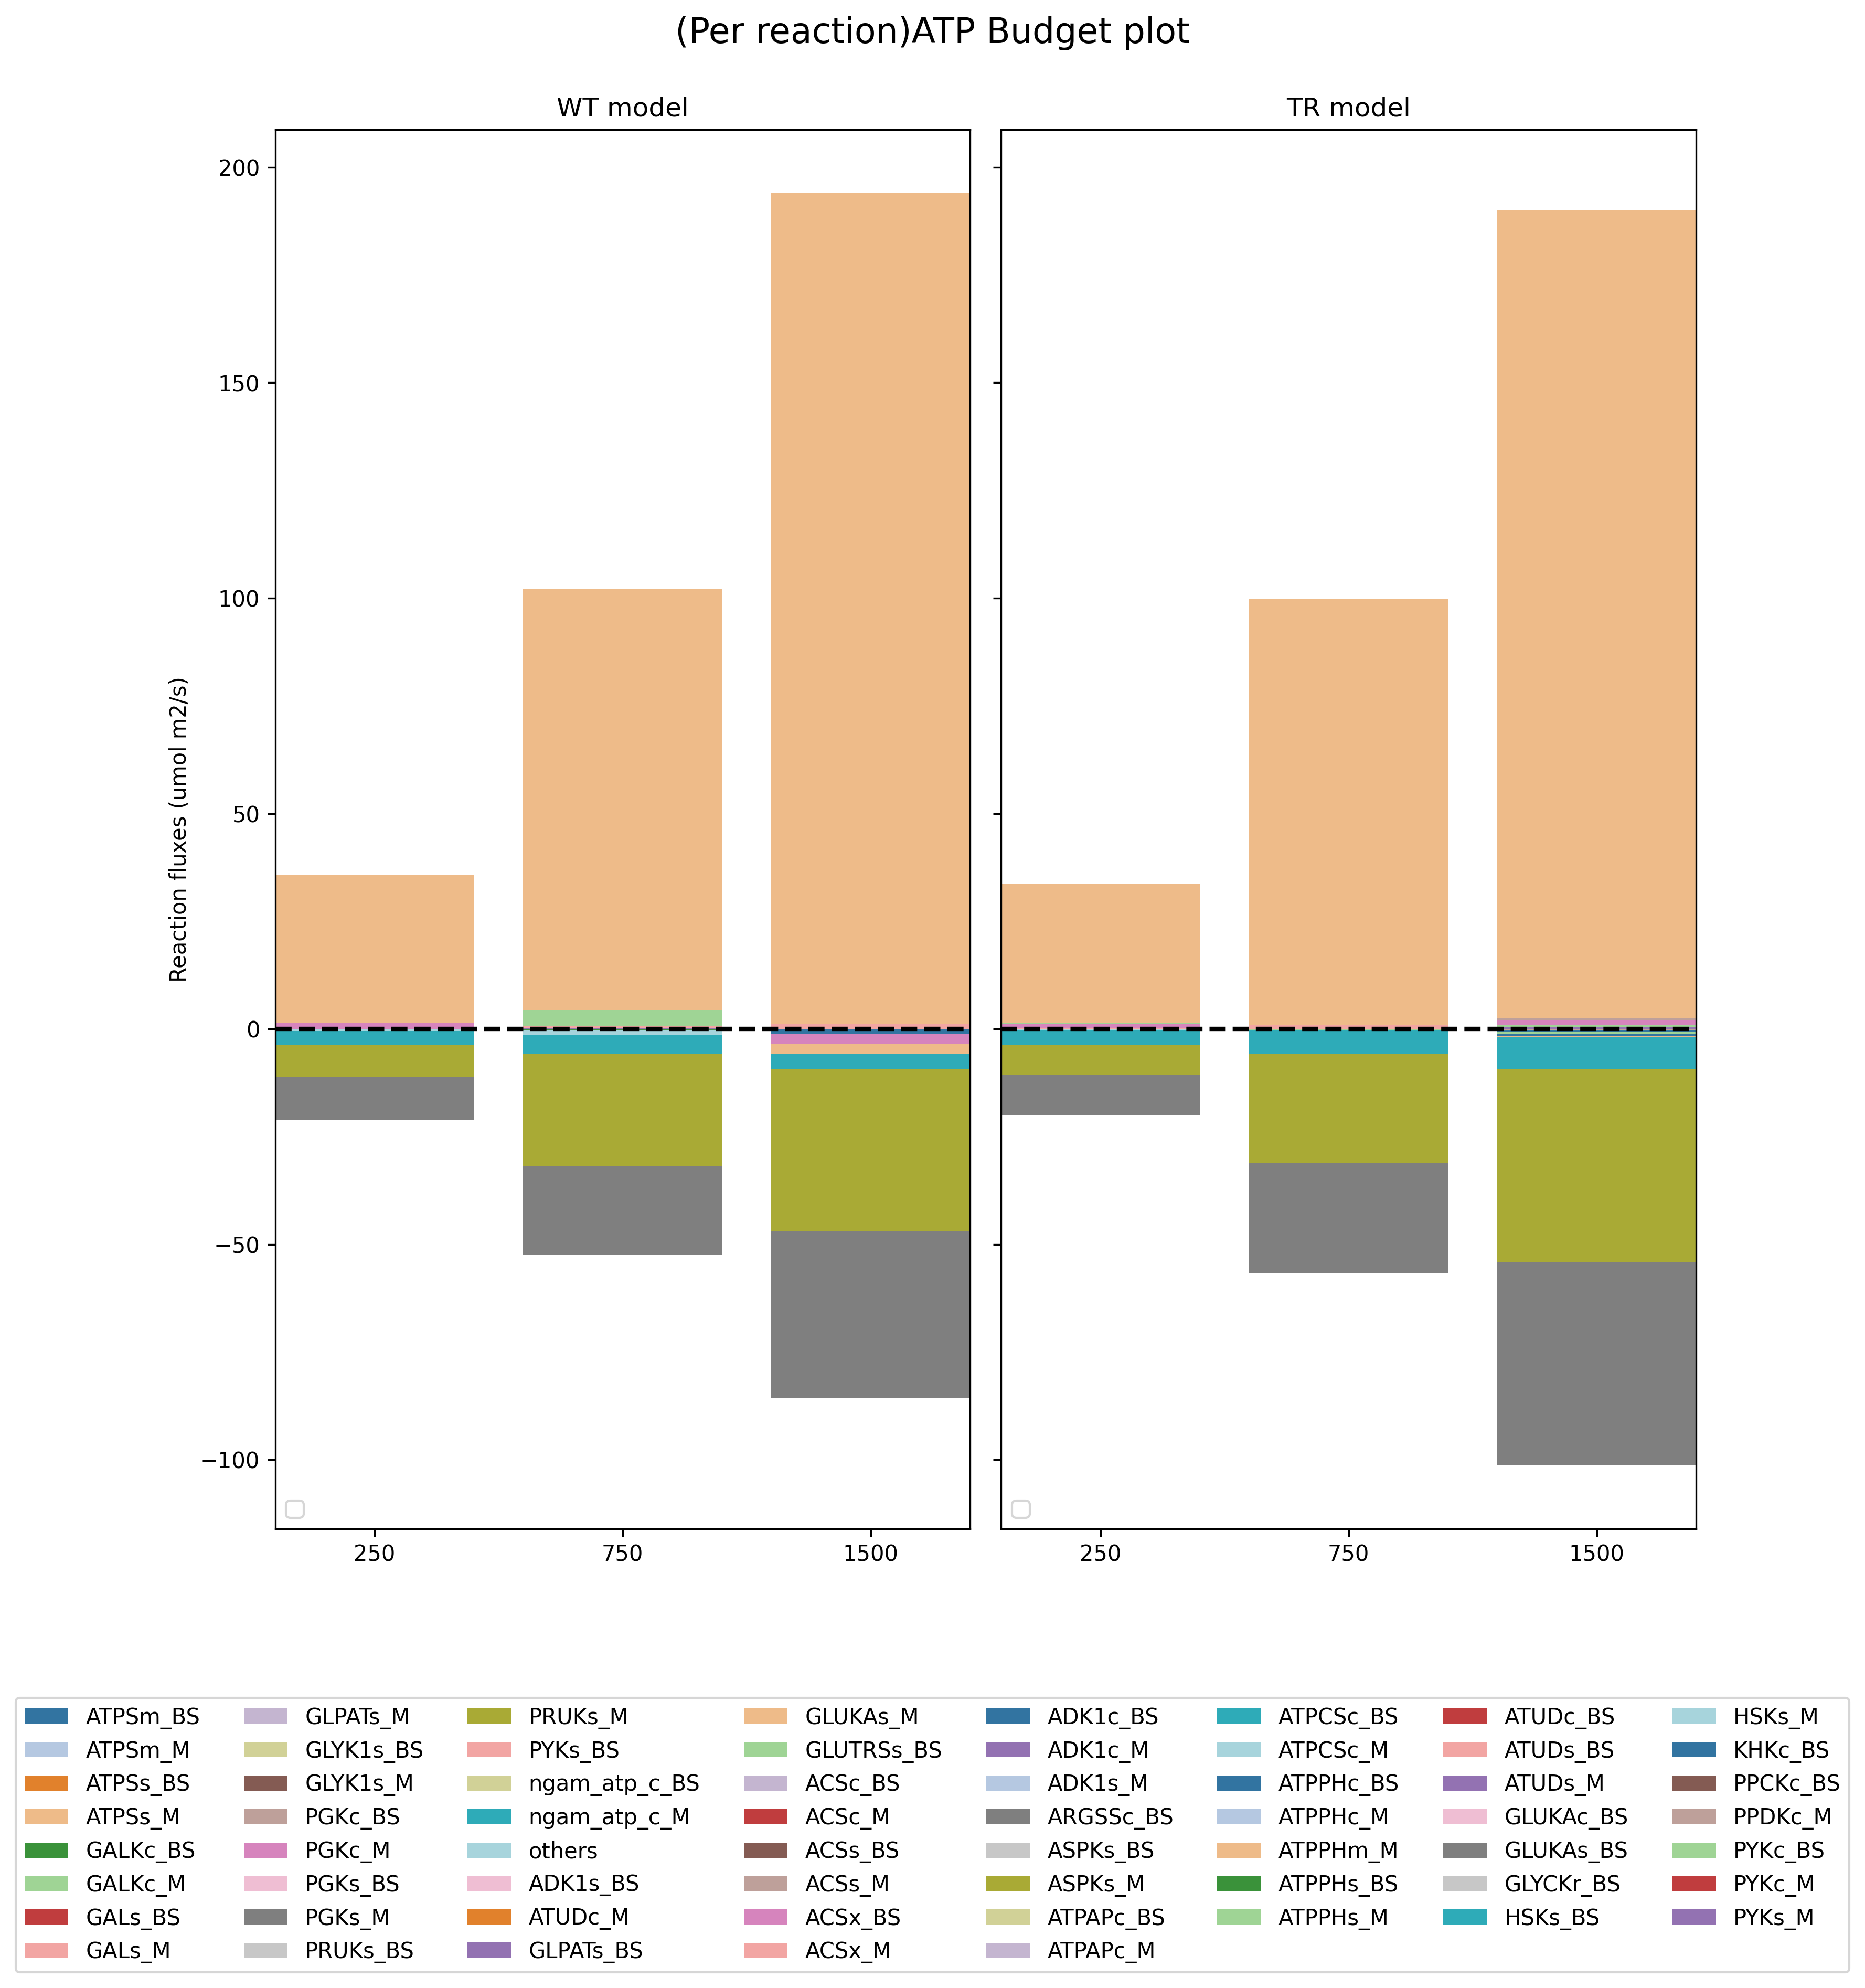 (Per reaction)ATP Budget plot
WT model
TR model
200
150
100
50
0
−50
−100
Reaction fluxes (umol m2/s)
250 750 1500
250 750 1500
ATPSm_BS
ATPSm_M
ATPSs_BS
ATPSs_M
GALKc_BS
GALKc_M
GALs_BS
GALs_M
GLPATs_M
GLYK1s_BS
GLYK1s_M
PGKc_BS
PGKc_M
PGKs_BS
PGKs_M
PRUKs_BS
PRUKs_M
PYKs_BS
ngam_atp_c_BS
ngam_atp_c_M
others
ADK1s_BS
ATUDc_M
GLPATs_BS
GLUKAs_M
GLUTRSs_BS
ACSc_BS
ACSc_M
ACSs_BS
ACSs_M
ACSx_BS
ACSx_M
ADK1c_BS
ADK1c_M
ADK1s_M
ARGSSc_BS
ASPKs_BS
ASPKs_M
ATPAPc_BS
ATPAPc_M
ATPCSc_BS
ATPCSc_M
ATPPHc_BS
ATPPHc_M
ATPPHm_M
ATPPHs_BS
ATPPHs_M
ATUDc_BS
ATUDs_BS
ATUDs_M
GLUKAc_BS
GLUKAs_BS
GLYCKr_BS
HSKs_BS
HSKs_M
KHKc_BS
PPCKc_BS
PPDKc_M
PYKc_BS
PYKc_M
PYKs_M